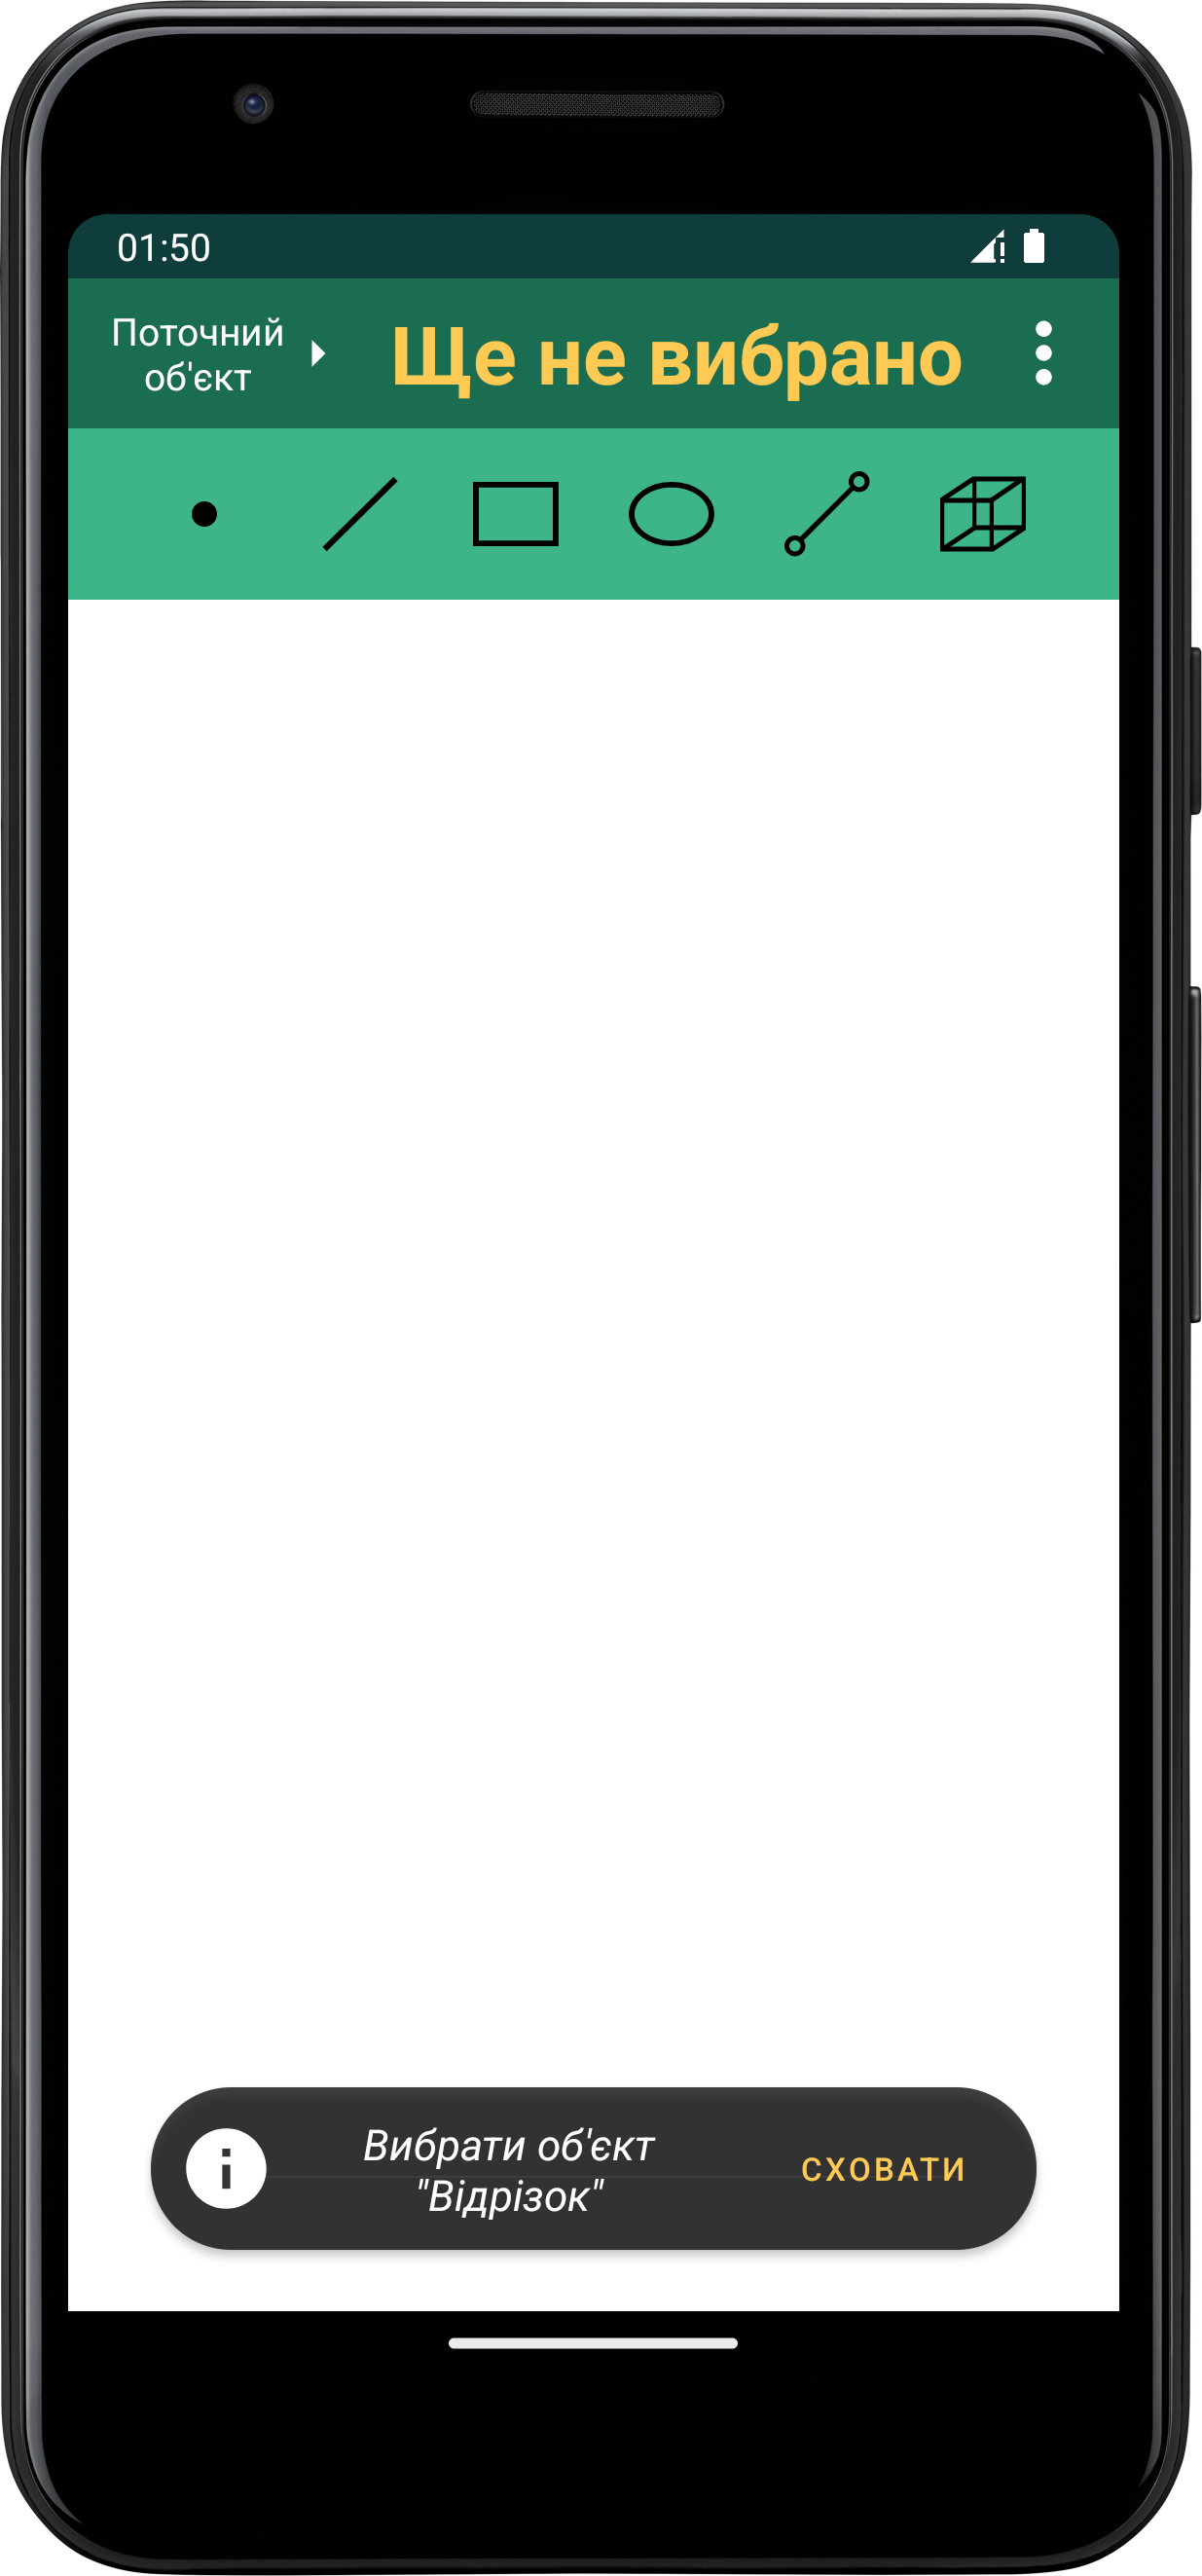 01:50
Поточний
об'єкт
Ще не вибрано
Вибрати об'єкт
"Відрізок"
СХОВАТИ